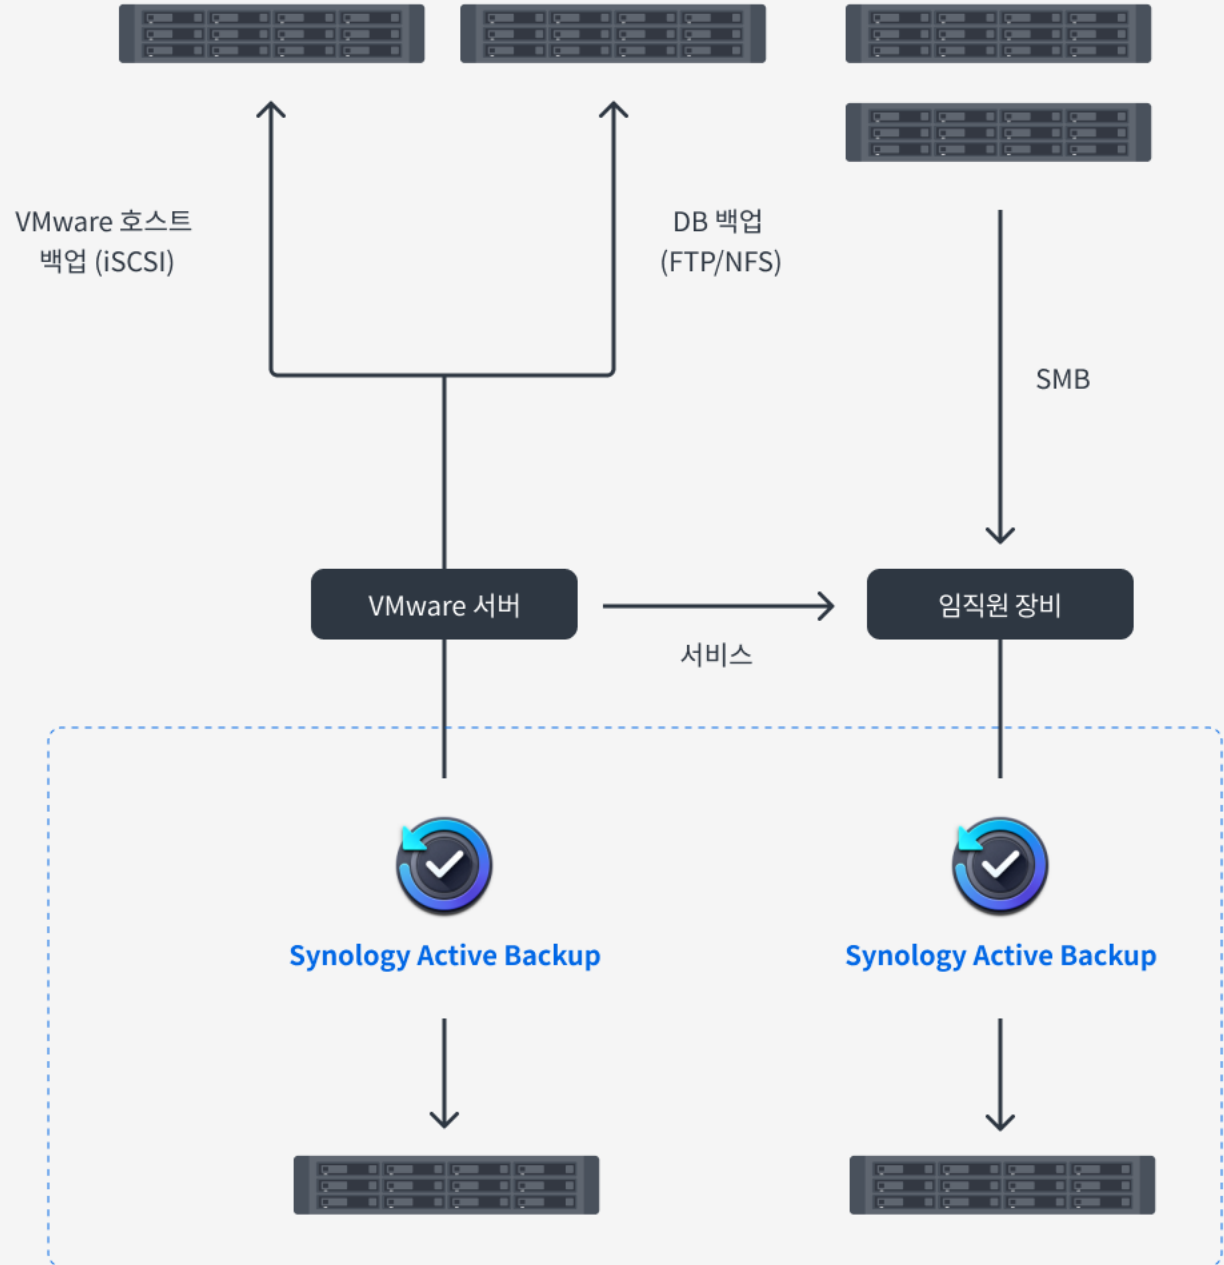 VMware 호스트
백업 (iSCSI)
DB 백업
(FTP/NFS)
SMB
VMware 서버
서비스
임직원 장비
Synology Active Backup
Synology Active Backup